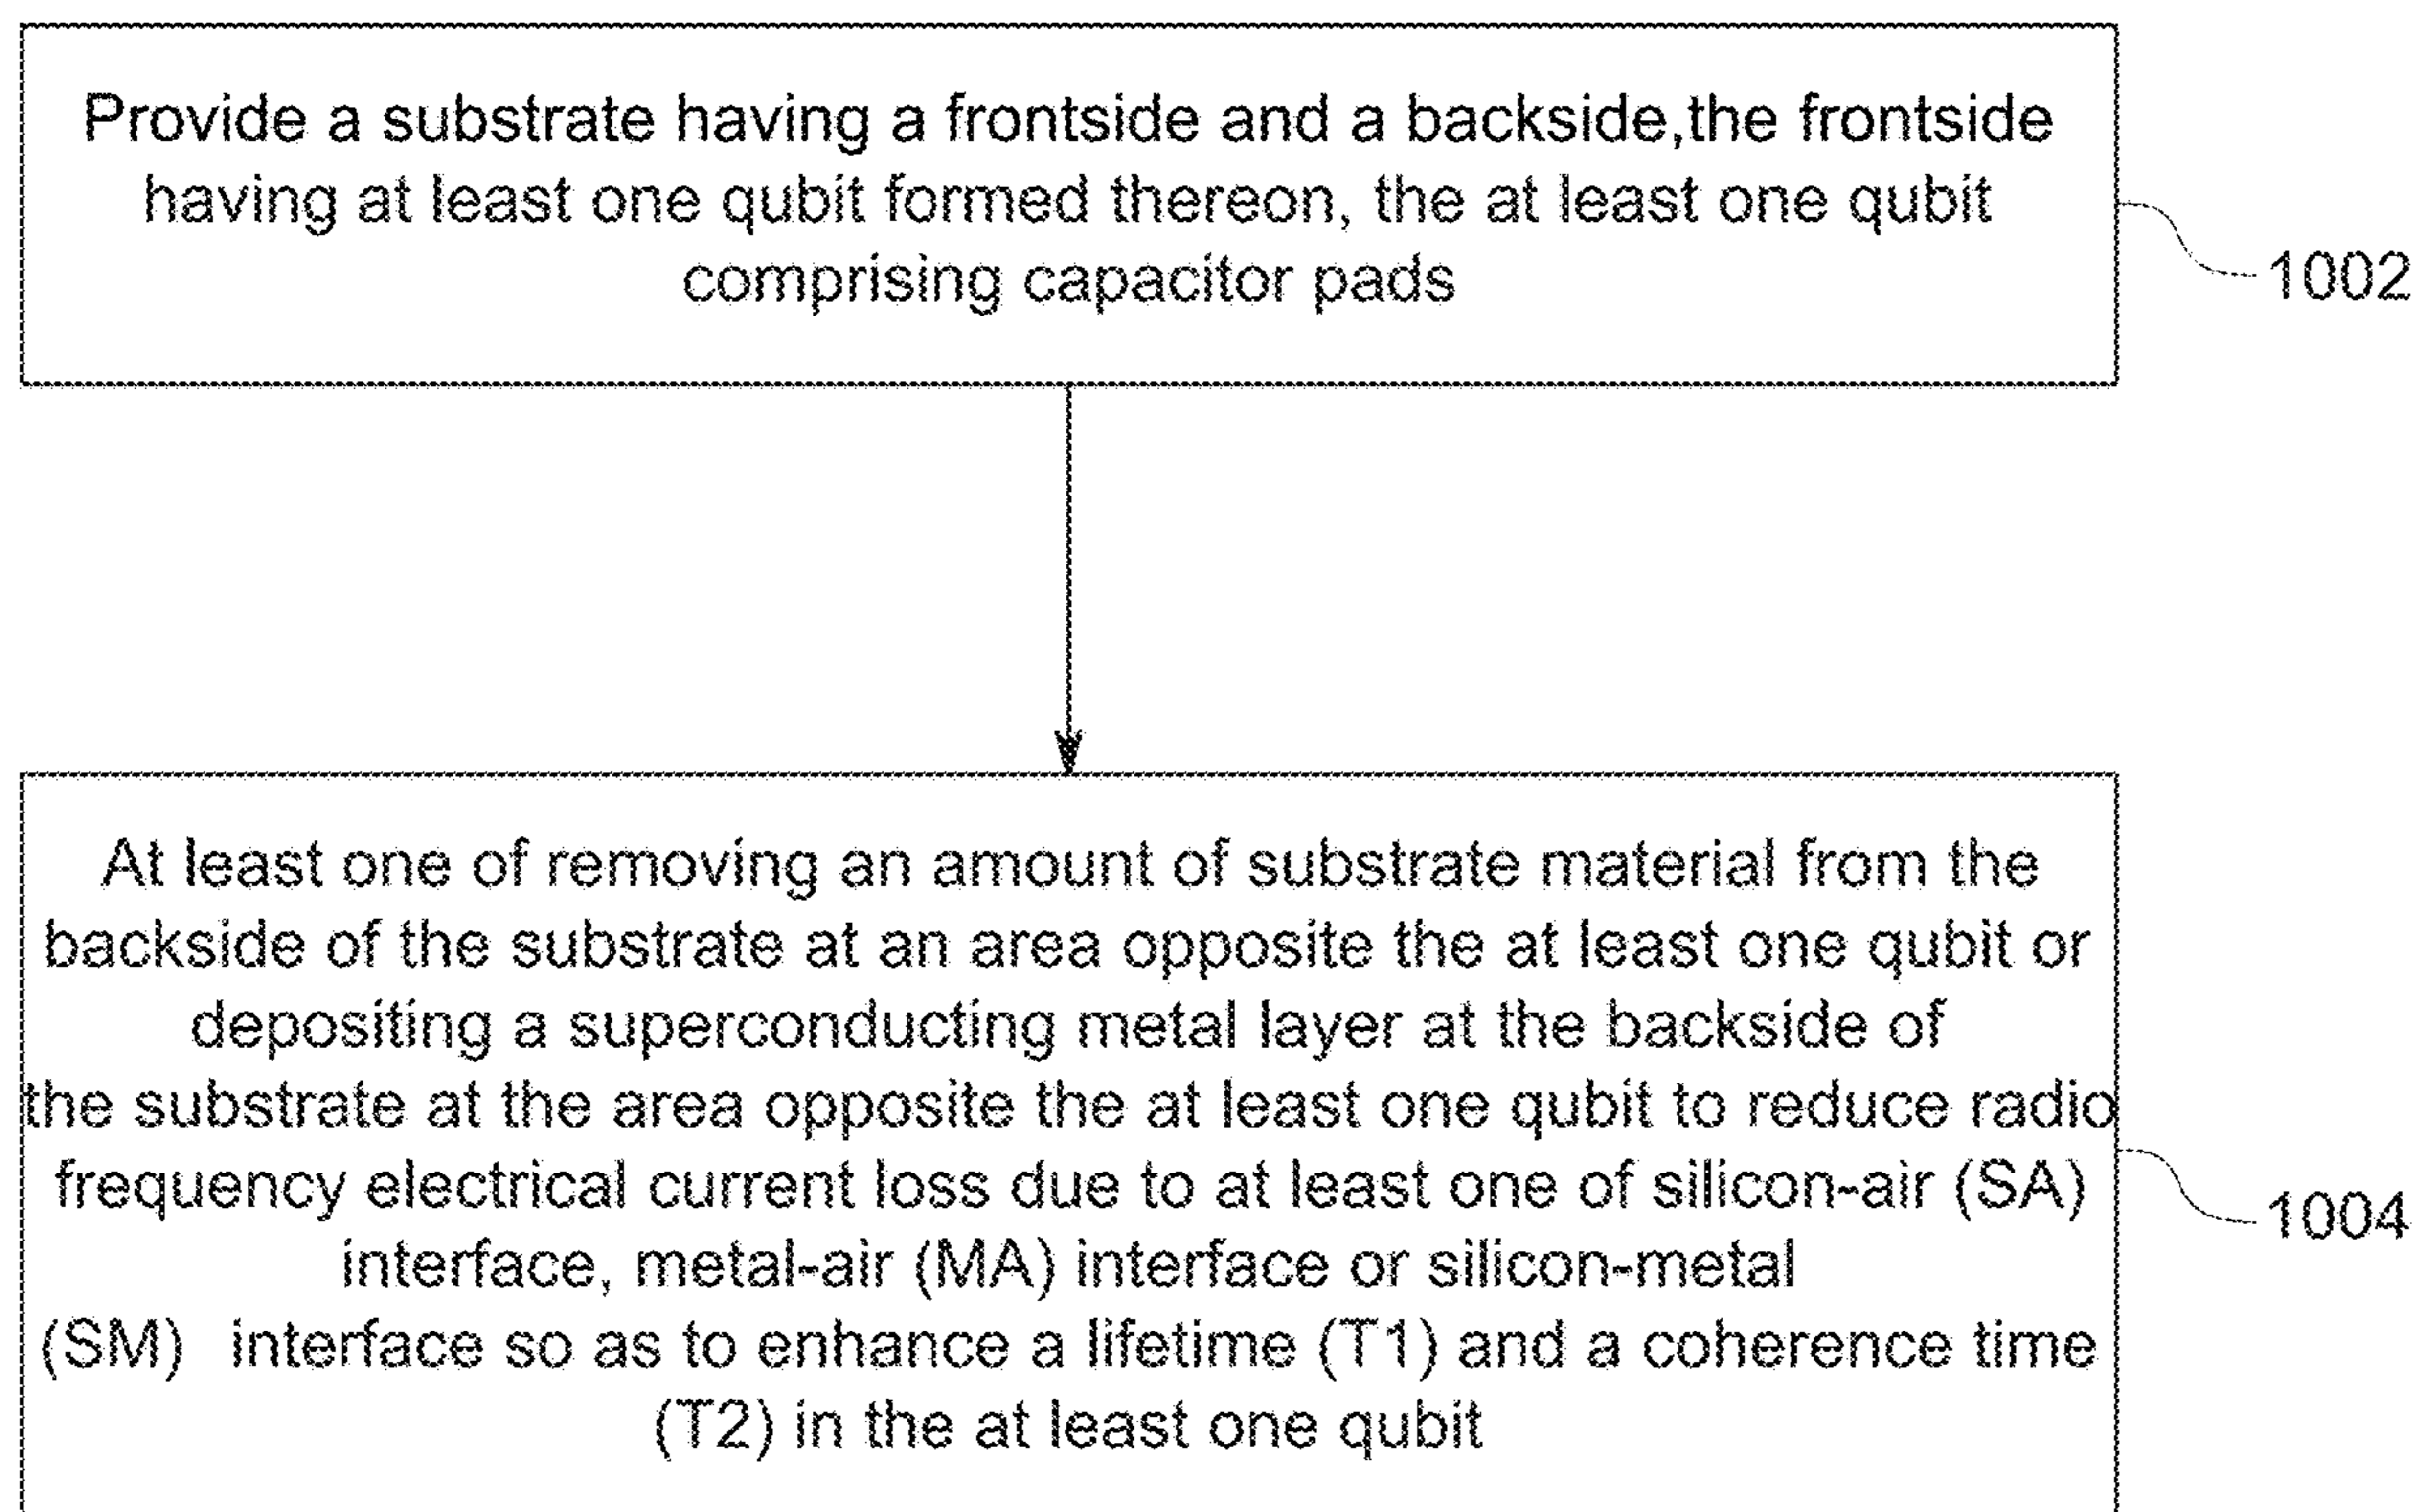 Provide a substrate having a frontside and a backside,the frontside
having at least one qubit formed thereon, the at least one qubit
comprising capacitor pads
1002
At least one of removing an amount of substrate material from the
backside of the substrate at an area opposite the at least one qubit or
depositing a superconducting metal layer at the backside of
the substrate at the area opposite the at least one qubit to reduce radio
frequency electrical current loss due to at least one of silicon-air (SA)
interface, metal-air (MA) interface or silicon-metal
(SM) interface so as to enhance a lifetime (T1) and a coherence time
(T2) in the at least one qubit
1004